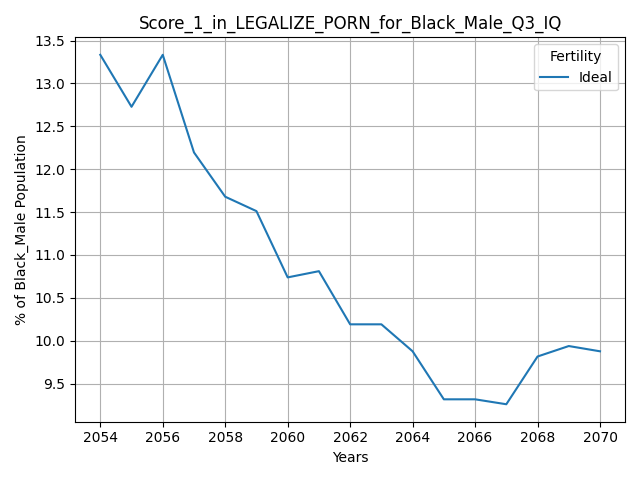 Score_1_in_LEGALIZE_PORN_for_Black_Male_Q3_IQ
Fertility
Ideal
% of Black_Male Population
13.5
13.0
12.5
12.0
11.5
11.0
10.5
10.0
9.5
2054 2056 2058 2060 2062 2064 2066 2068 2070
Years